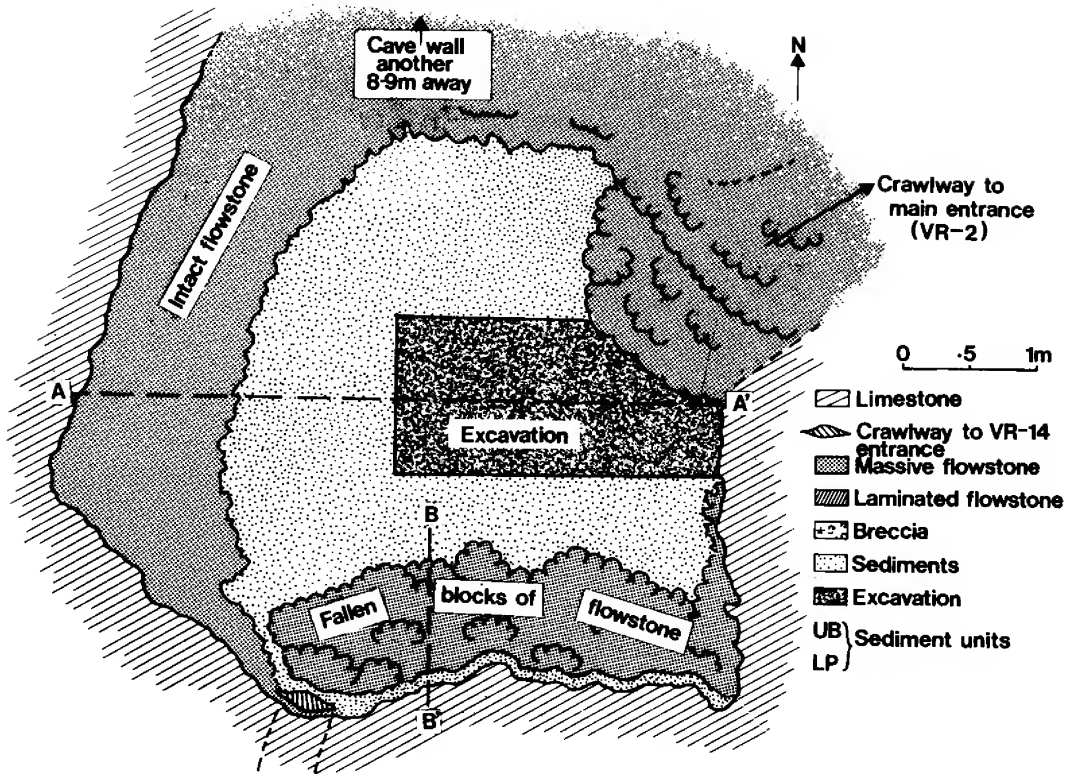 Cave wall
another
8-9m away
N
Crawlway to
main entrance
(VR-2)
Intact flowstone
0 ·5 1m
A
A'
Excavation
Limestone
Crawlway to VR-14
entrance
Massive flowstone
Laminated flowstone
Breccia
Sediments
Excavation
UB
LP
Sediment units
B
Fallen
blocks of
flowstone
B'